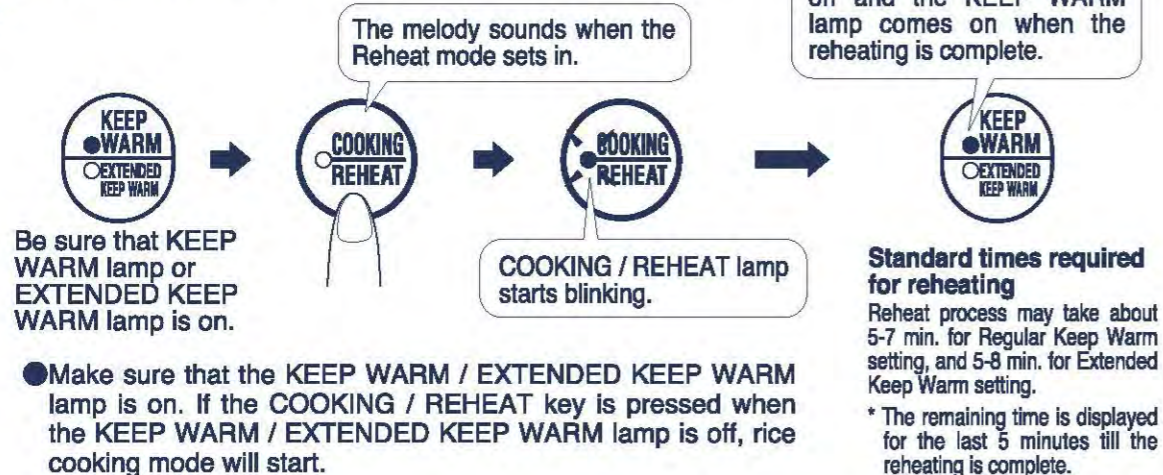 The melody sounds when the
Reheat mode sets in.
on and the KEEP WARM
lamp comes on when the
reheating is complete.
KEEP
WARM
EXTENDED
KEEP WARM
COOKING
REHEAT
COOKING
REHEAT
KEEP
WARM
EXTENDED
KEEP WARM
Be sure that KEEP
WARM lamp or
EXTENDED KEEP
WARM lamp is on.
COOKING / REHEAT lamp
starts blinking.
Standard times required
for reheating
Reheat process may take about
5-7 min. for Regular Keep Warm
setting, and 5-8 min. for Extended
Keep Warm setting.
* The remaining time is displayed
for the last 5 minutes till the
reheating is complete.
●Make sure that the KEEP WARM / EXTENDED KEEP WARM
lamp is on. If the COOKING / REHEAT key is pressed when
the KEEP WARM / EXTENDED KEEP WARM lamp is off, rice
cooking mode will start.